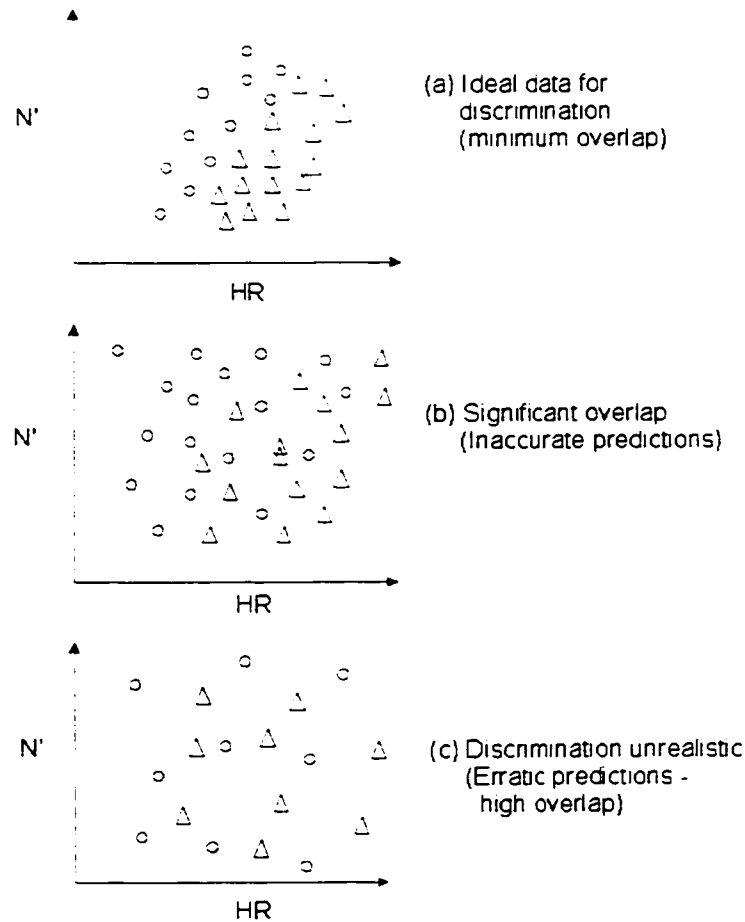 (a) Ideal data for
discrimination
(minimum overlap)
N'
HR
(b) Significant overlap
(Inaccurate predictions)
N'
HR
(c) Discrimination unrealistic
(Erratic predictions -
high overlap)
N'
HR